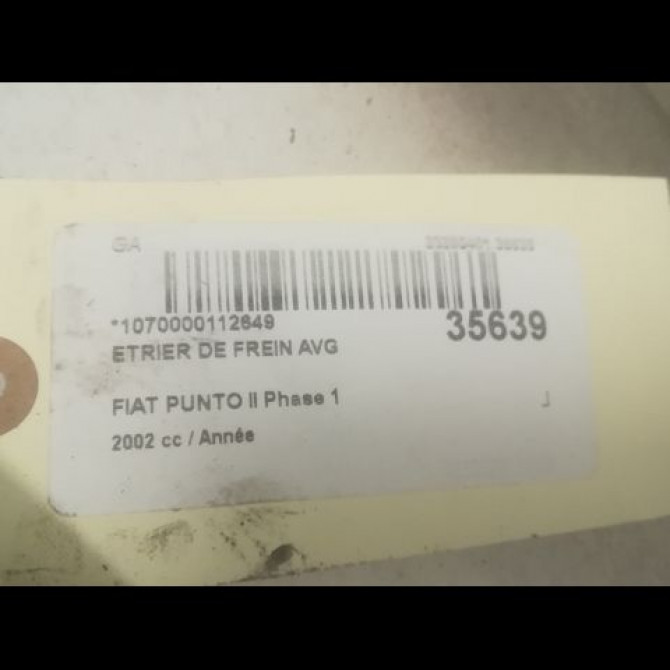 GA
*1070000112649 35639
ETRIER DE FREIN AVG
FIAT PUNTO II Phase 1 J
2002 cc / Année